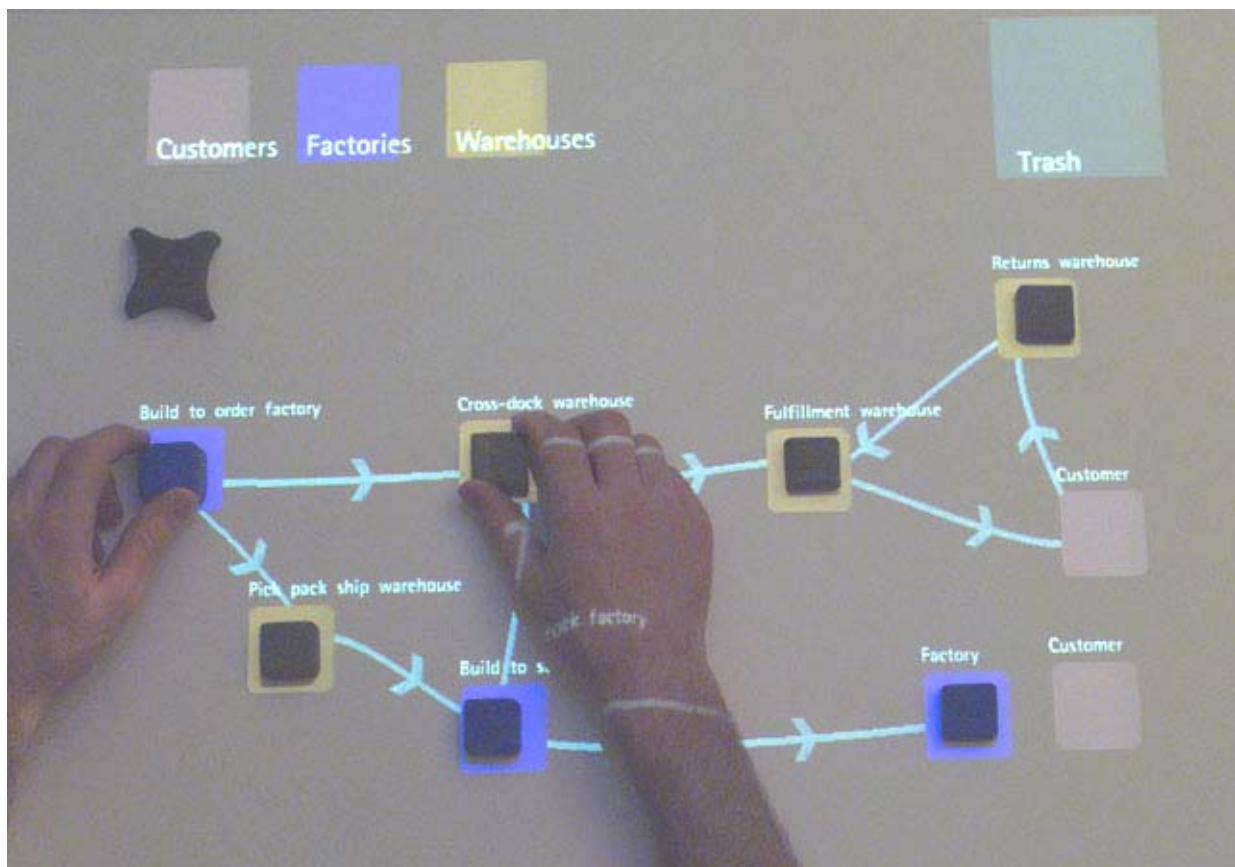 Customers
Factories
Warehouses
Trash
Returns warehouse
Build to order factory
Cross-dock warehouse
Fulfillment warehouse
Customer
Pick pack ship warehouse
Build to factory
Factory
Customer